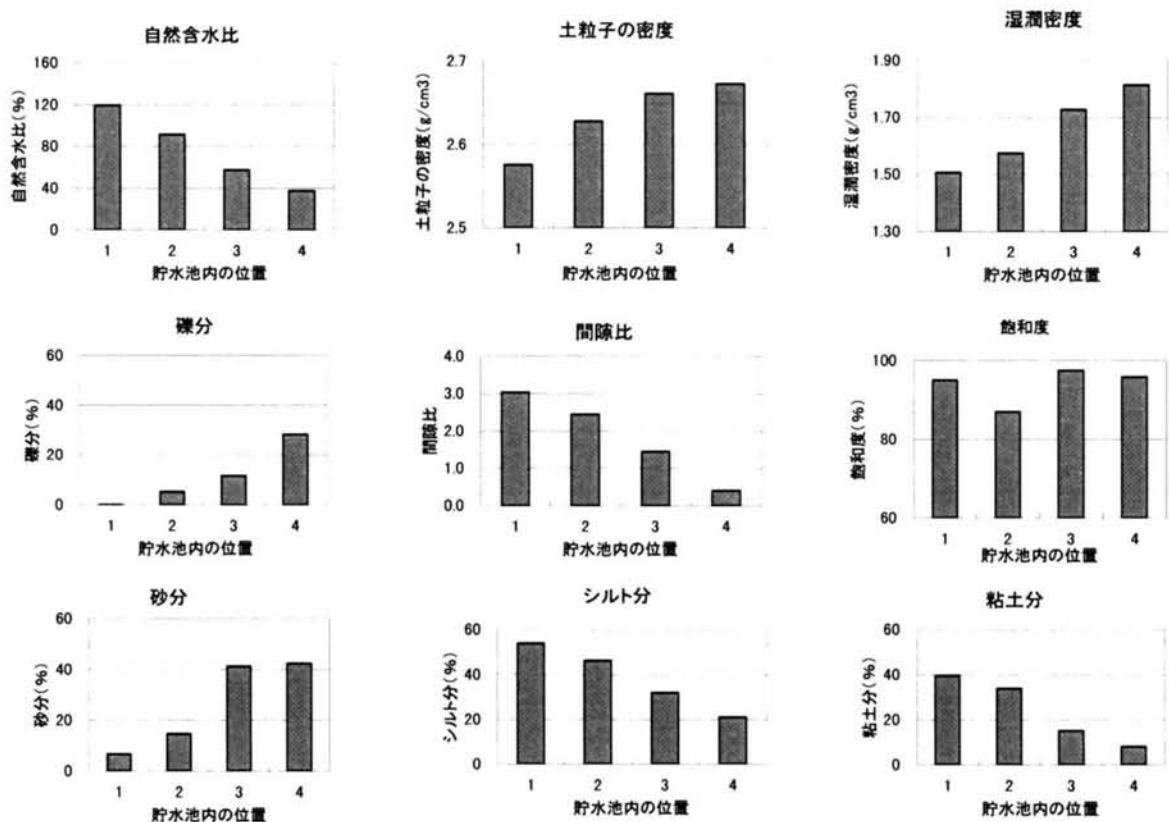 自然含水比
160
120
80
40
0
自然含水比(%)
1 2 3 4
貯水池内の位置
土粒子の密度
2.7
2.6
2.5
土粒子の密度(g/cm3)
1 2 3 4
貯水池内の位置
湿潤密度
1.90
1.70
1.50
1.30
湿潤密度(g/cm3)
1 2 3 4
貯水池内の位置
礫分
60
40
20
0
礫分(%)
1 2 3 4
貯水池内の位置
間隙比
4.0
3.0
2.0
1.0
0.0
間隙比
1 2 3 4
貯水池内の位置
飽和度
100
80
60
飽和度(%)
1 2 3 4
貯水池内の位置
砂分
60
40
20
0
砂分(%)
1 2 3 4
貯水池内の位置
シルト分
60
40
20
0
シルト分(%)
1 2 3 4
貯水池内の位置
粘土分
60
40
20
0
粘土分(%)
1 2 3 4
貯水池内の位置